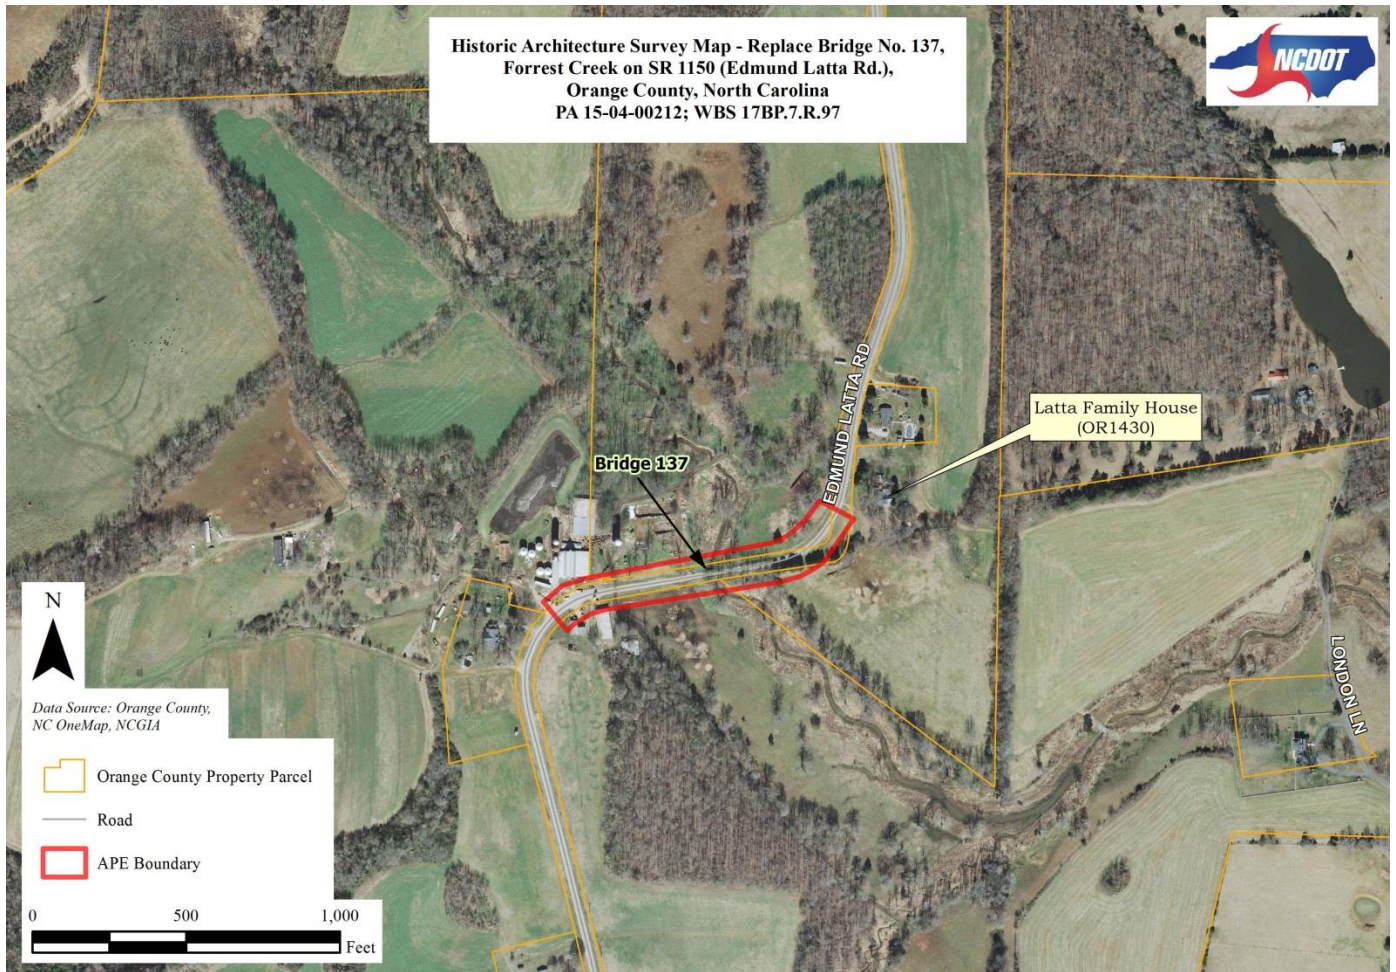 Historic Architecture Survey Map - Replace Bridge No. 137,
Forrest Creek on SR 1150 (Edmund Latta Rd.),
Orange County, North Carolina
PA 15-04-00212; WBS 17BP.7.R.97
NCDOT
EDMUND LATTA RD
Latta Family House
(OR1430)
Bridge 137
LONDON LN
N
Data Source: Orange County,
NC OneMap, NCGIA
Orange County Property Parcel
Road
APE Boundary
0 500 1,000
Feet